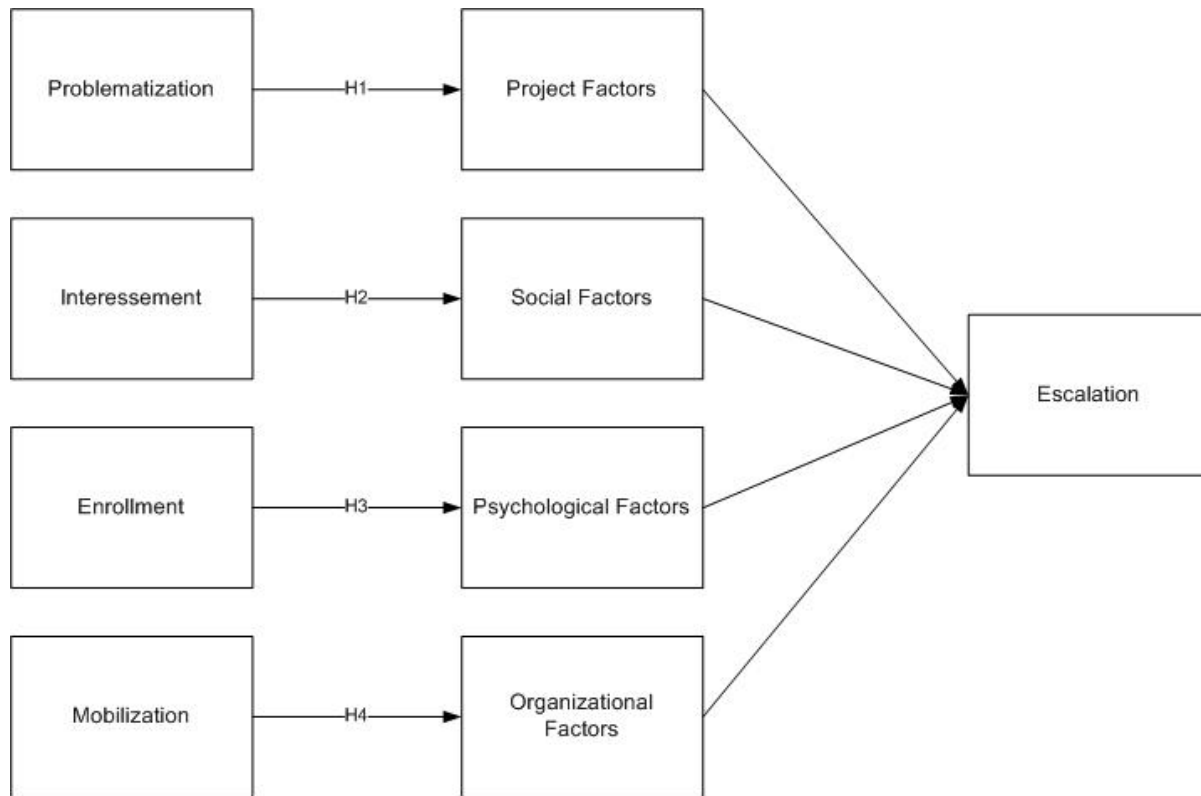 Problematization
H1
Project Factors
Interessement
H2
Social Factors
Escalation
Enrollment
H3
Psychological Factors
Mobilization
H4
Organizational
Factors